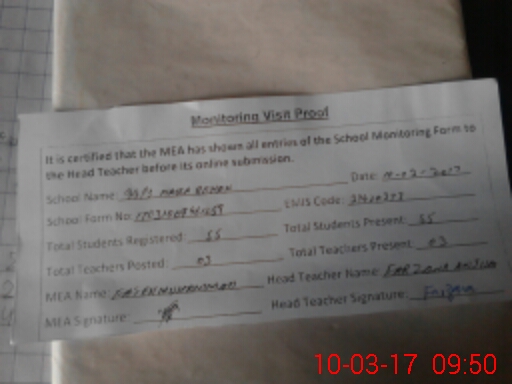 Monitoring Visit Proof
It is certified that the MEA has shown all entries of the School Monitoring Form to
the Head Teacher before its online submission.
School Name: Date:
School Form No: EMIS Code:
Total Students Registered: 55 Total Students Present: 55
Total Teachers Posted: 03 Total Teachers Present: 03
MEA Name: Head Teacher Name: FARZANA
MEA Signature: Head Teacher Signature:
10-03-17 09:50